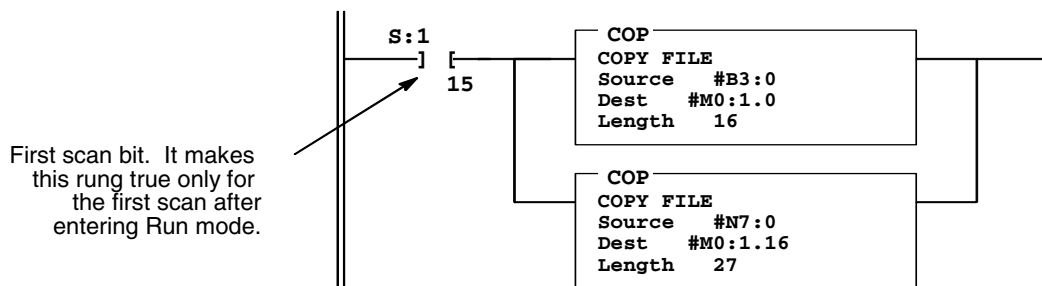 S:1
] [
15
COP
COPY FILE
Source #B3:0
Dest #M0:1.0
Length 16
First scan bit. It makes
this rung true only for
the first scan after
entering Run mode.
COP
COPY FILE
Source #N7:0
Dest #M0:1.16
Length 27